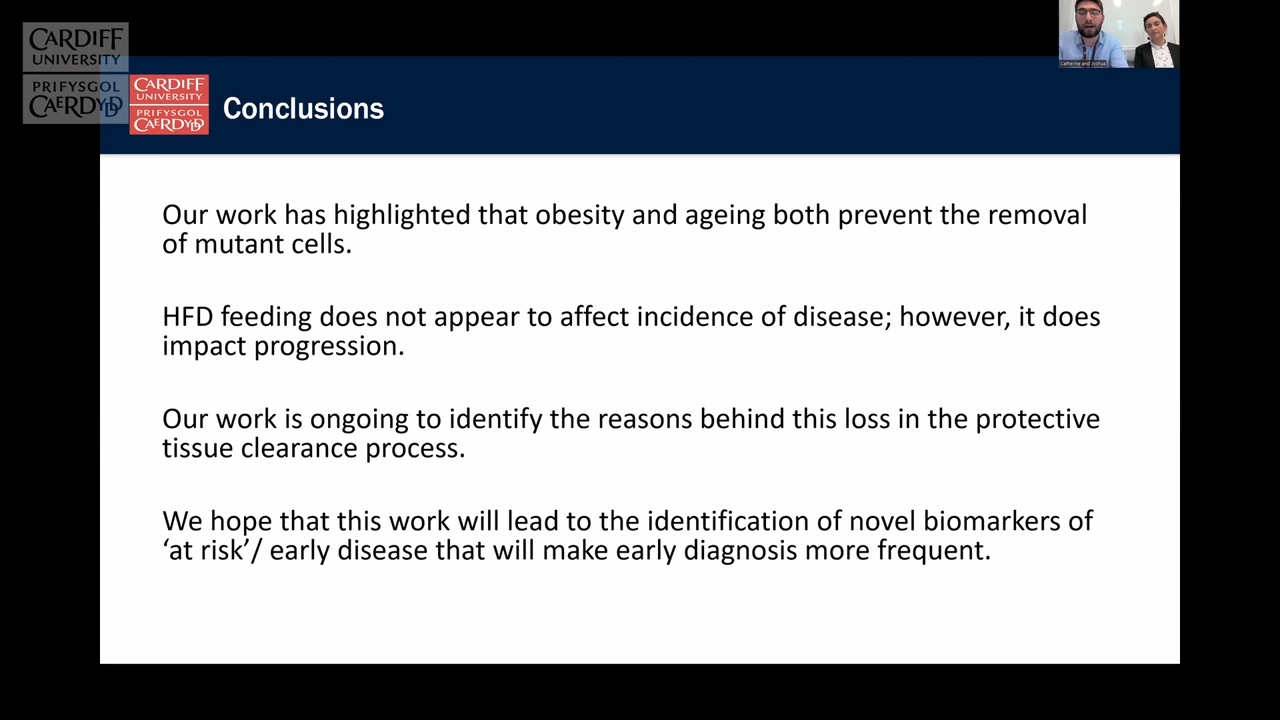 CARDIFF
UNIVERSITY
PRIFYSGOL
CAERDYDD
CARDIFF
UNIVERSITY
PRIFYSGOL
CAERDYDD
Conclusions
Catherine and Joshua
Our work has highlighted that obesity and ageing both prevent the removal
of mutant cells.
HFD feeding does not appear to affect incidence of disease; however, it does
impact progression.
Our work is ongoing to identify the reasons behind this loss in the protective
tissue clearance process.
We hope that this work will lead to the identification of novel biomarkers of
‘at risk’/ early disease that will make early diagnosis more frequent.